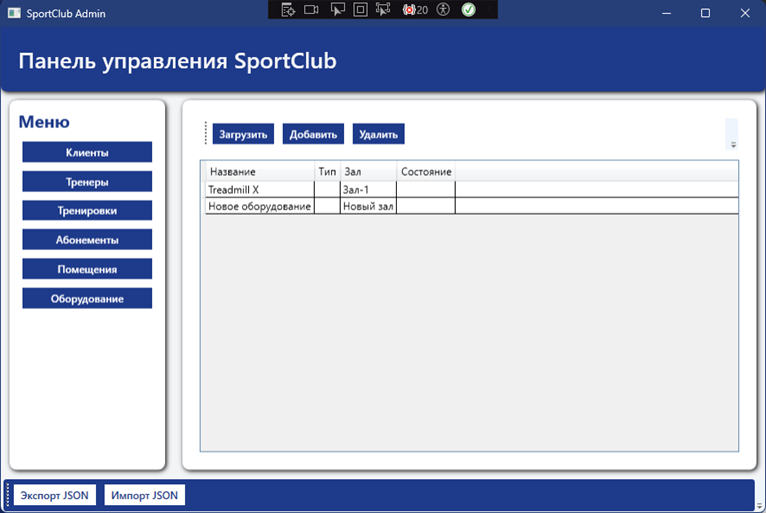 SportClub Admin
20
Панель управления SportClub
Меню
Клиенты
Тренеры
Тренировки
Абонементы
Помещения
Оборудование
Загрузить Добавить Удалить
Название Тип Зал Состояние
Treadmill X Зал-1
Новое оборудование Новый зал
Экспорт JSON Импорт JSON